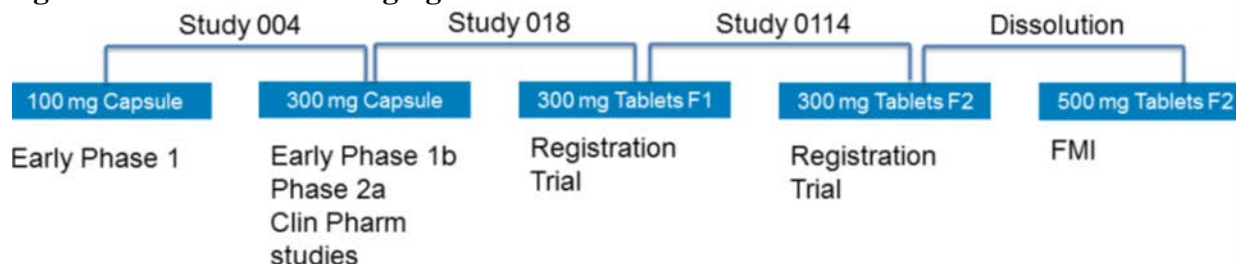 Study 004 Study 018 Study 0114 Dissolution
100 mg Capsule 300 mg Capsule 300 mg Tablets F1 300 mg Tablets F2 500 mg Tablets F2
Early Phase 1 Early Phase 1b Registration Registration FMI
Phase 2a Trial Trial
Clin Pharm
studies